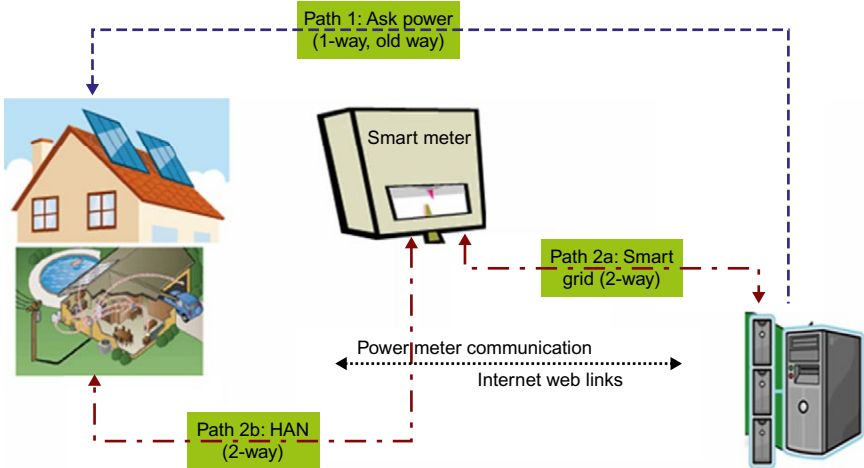 Path 1: Ask power
(1-way, old way)
Smart meter
Path 2a: Smart
grid (2-way)
Power meter communication
Internet web links
Path 2b: HAN
(2-way)